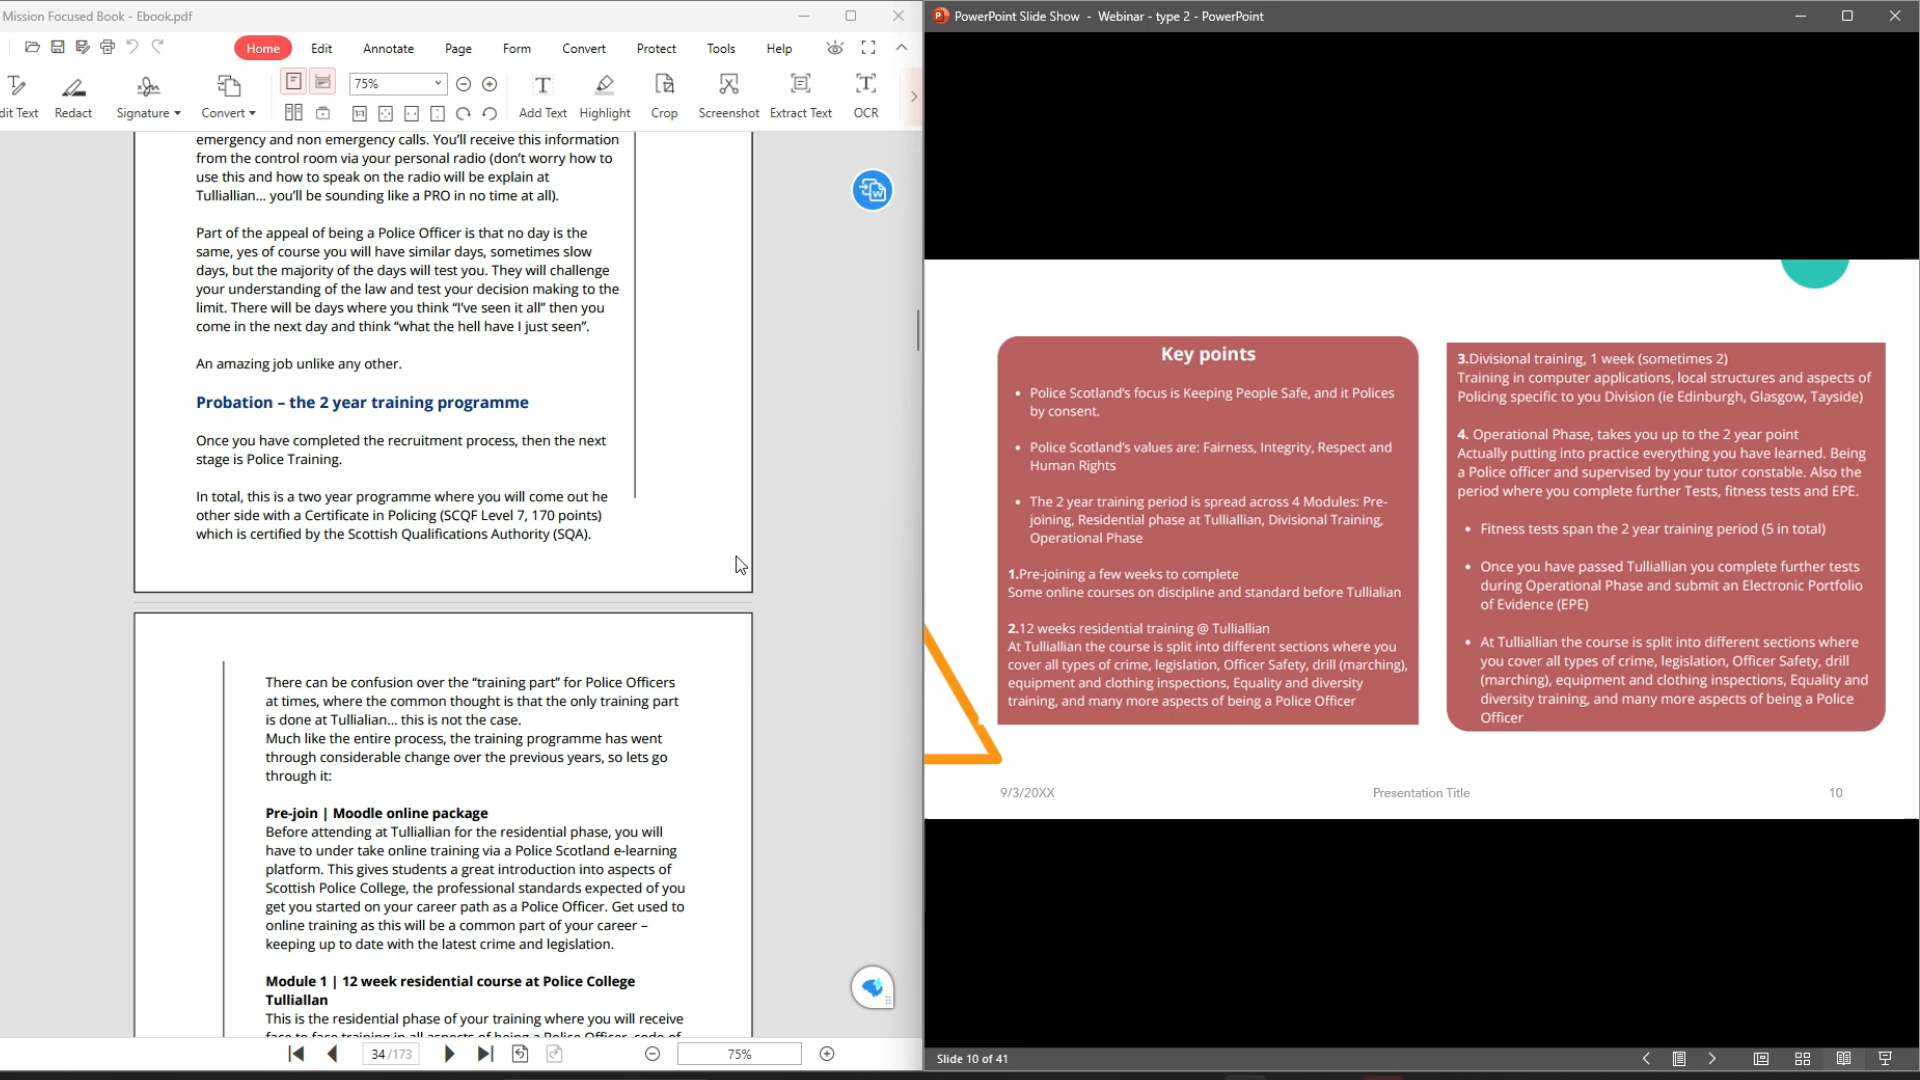 Mission Focused Book - Ebook.pdf
Home Edit Annotate Page Form Convert Protect Tools Help
75%
dit Text Redact Signature Convert Add Text Highlight Crop Screenshot Extract Text OCR
emergency and non emergency calls. You'll receive this information
from the control room via your personal radio (don't worry how to
use this and how to speak on the radio will be explain at
Tulliallian... you'll be sounding like a PRO in no time at all).
Part of the appeal of being a Police Officer is that no day is the
same, yes of course you will have similar days, sometimes slow
days, but the majority of the days will test you. They will challenge
your understanding of the law and test your decision making to the
limit. There will be days where you think “I've seen it all” then you
come in the next day and think “what the hell have I just seen”.
An amazing job unlike any other.
Probation – the 2 year training programme
Once you have completed the recruitment process, then the next
stage is Police Training.
In total, this is a two year programme where you will come out he
other side with a Certificate in Policing (SCQF Level 7, 170 points)
which is certified by the Scottish Qualifications Authority (SQA).
There can be confusion over the “training part” for Police Officers
at times, where the common thought is that the only training part
is done at Tullialian... this is not the case.
Much like the entire process, the training programme has went
through considerable change over the previous years, so lets go
through it:
Pre-join | Moodle online package
Before attending at Tulliallian for the residential phase, you will
have to under take online training via a Police Scotland e-learning
platform. This gives students a great introduction into aspects of
Scottish Police College, the professional standards expected of you
get you started on your career path as a Police Officer. Get used to
online training as this will be a common part of your career –
keeping up to date with the latest crime and legislation.
Module 1 | 12 week residential course at Police College
Tulliallan
This is the residential phase of your training where you will receive
face to face training in all aspects of being a Police Officer, code of
34/173
75%
PowerPoint Slide Show - Webinar - type 2 - PowerPoint
Key points
• Police Scotland's focus is Keeping People Safe, and it Polices
by consent.
• Police Scotland's values are: Fairness, Integrity, Respect and
Human Rights
• The 2 year training period is spread across 4 Modules: Pre-
joining, Residential phase at Tulliallian, Divisional Training,
Operational Phase
1.Pre-joining a few weeks to complete
Some online courses on discipline and standard before Tullialian
2.12 weeks residential training @ Tulliallian
At Tulliallian the course is split into different sections where you
cover all types of crime, legislation, Officer Safety, drill (marching),
equipment and clothing inspections, Equality and diversity
training, and many more aspects of being a Police Officer
3.Divisional training, 1 week (sometimes 2)
Training in computer applications, local structures and aspects of
Policing specific to you Division (ie Edinburgh, Glasgow, Tayside)
4. Operational Phase, takes you up to the 2 year point
Actually putting into practice everything you have learned. Being
a Police officer and supervised by your tutor constable. Also the
period where you complete further Tests, fitness tests and EPE.
• Fitness tests span the 2 year training period (5 in total)
• Once you have passed Tulliallian you complete further tests
during Operational Phase and submit an Electronic Portfolio
of Evidence (EPE)
• At Tulliallian the course is split into different sections where
you cover all types of crime, legislation, Officer Safety, drill
(marching), equipment and clothing inspections, Equality and
diversity training, and many more aspects of being a Police
Officer
9/3/20XX Presentation Title 10
Slide 10 of 41